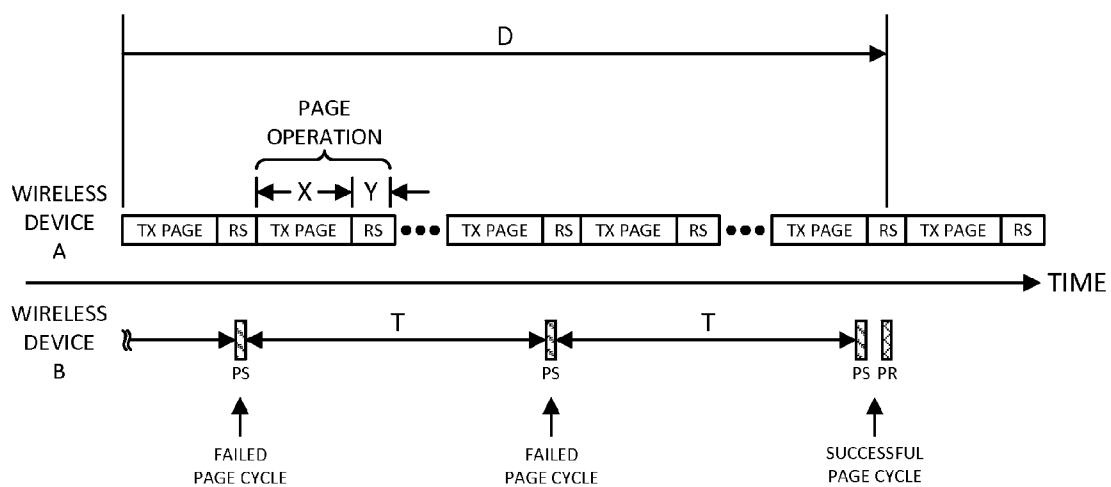 D
PAGE
OPERATION
X
Y
WIRELESS
DEVICE
A
TX PAGE RS TX PAGE RS TX PAGE RS TX PAGE RS TX PAGE RS TX PAGE RS
TIME
WIRELESS
DEVICE
B
T
T
PS
PS
PS PR
FAILED
PAGE CYCLE
FAILED
PAGE CYCLE
SUCCESSFUL
PAGE CYCLE